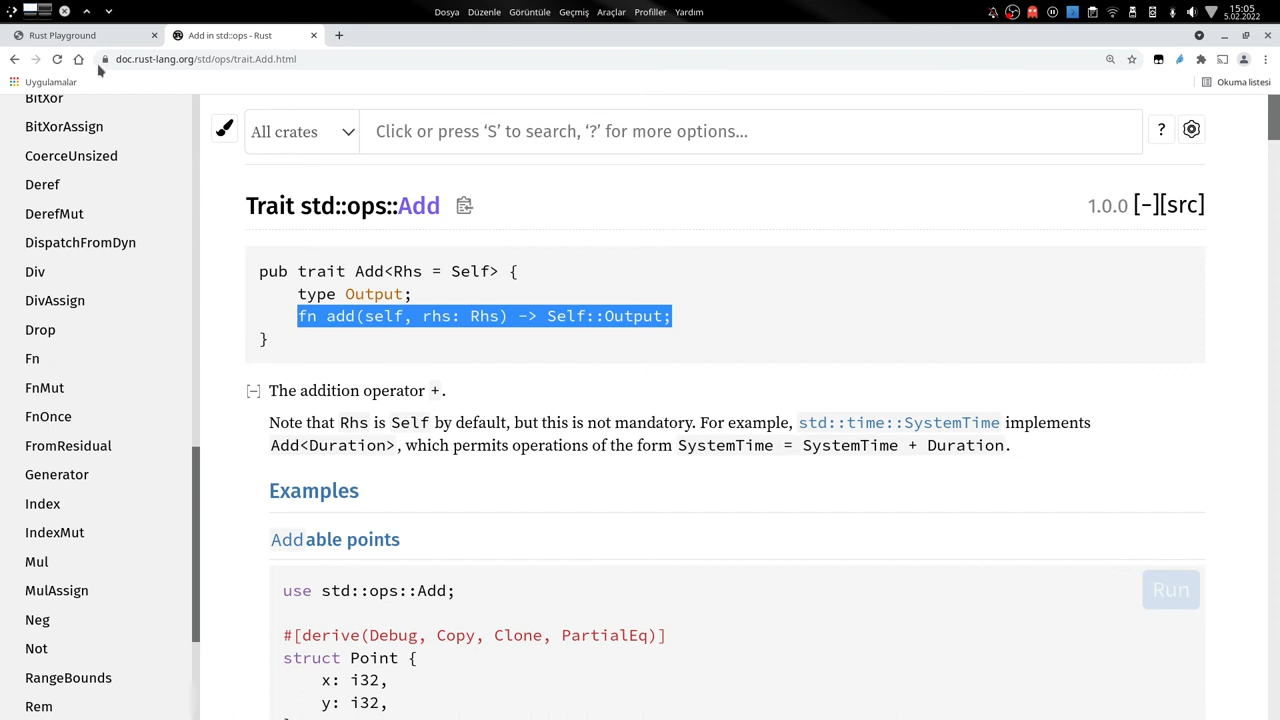 Dosya Düzenle Görüntüle Geçmiş Araçlar Profiller Yardım
15:05
5.02.2022
Rust Playground
Add in std::ops - Rust
doc.rust-lang.org/std/ops/trait.Add.html
Uygulamalar
Okuma listesi
BitXor
BitXorAssign
CoerceUnsized
Deref
DerefMut
DispatchFromDyn
Div
DivAssign
Drop
Fn
FnMut
FnOnce
FromResidual
Generator
Index
IndexMut
Mul
MulAssign
Neg
Not
RangeBounds
Rem
All crates
Click or press ‘S’ to search, ‘?’ for more options…
?
Trait std::ops::Add
1.0.0 [−][src]
pub trait Add<Rhs = Self> {
    type Output;
    fn add(self, rhs: Rhs) -> Self::Output;
}
[−] The addition operator +.
Note that Rhs is Self by default, but this is not mandatory. For example, std::time::SystemTime implements
Add<Duration>, which permits operations of the form SystemTime = SystemTime + Duration.
Examples
Addable points
Run
use std::ops::Add;
#[derive(Debug, Copy, Clone, PartialEq)]
struct Point {
    x: i32,
    y: i32,